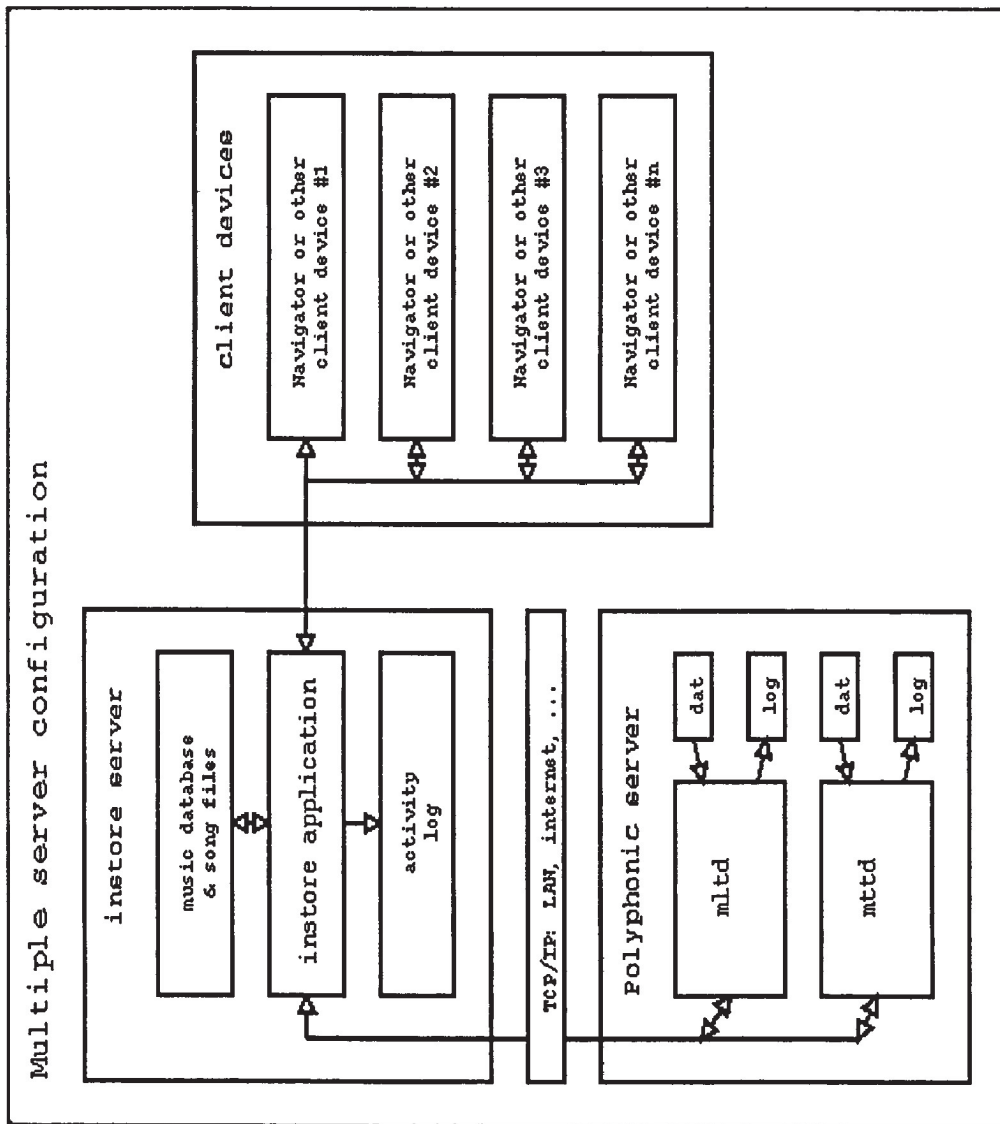 Multiple server configuration
instore server
music database
& song files
instore application
activity
log
TCP/IP: LAN, internet, ...
Polyphonic server
mltd
dat
log
mttd
dat
log
client devices
Navigator or other
client device #1
Navigator or other
client device #2
Navigator or other
client device #3
Navigator or other
client device #n